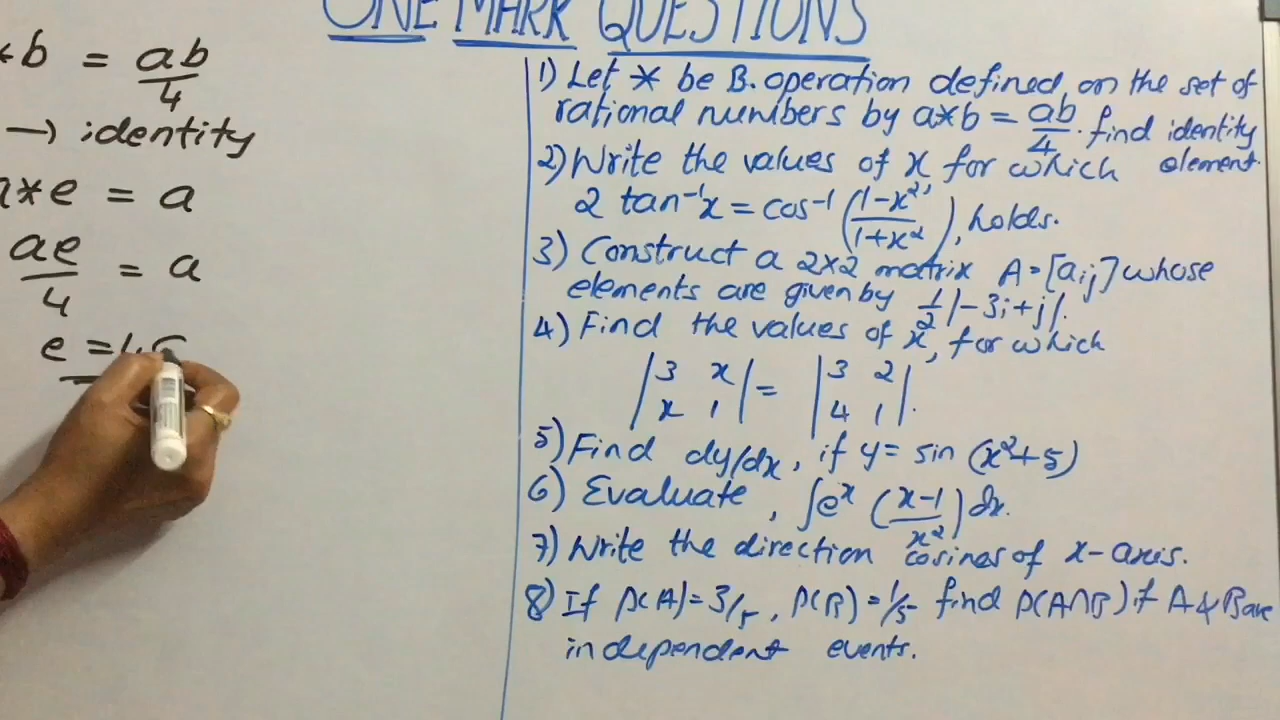 ONE MARK QUESTIONS
*b = ab/4
→ identity
*e = a
ae/4 = a
e =
1) Let * be B. operation defined on the set of
rational numbers by a*b = ab/4. find identity
element.
2) Write the values of x for which
2 tan⁻¹x = cos⁻¹ ((1-x²)/(1+x²)), holds.
3) Construct a 2x2 matrix A = [aij] whose
elements are given by 1/2 |-3i+j|.
4) Find the values of x, for which
|3 x| = |3 2|
|x 1| |4 1|.
5) Find dy/dx, if y = sin (x²+5)
6) Evaluate, ∫eˣ ((x-1)/x²) dx.
7) Write the direction cosines of x-axis.
8) If P(A)=3/5, P(B)=1/5 find P(A∩B) if A & B are
independent events.